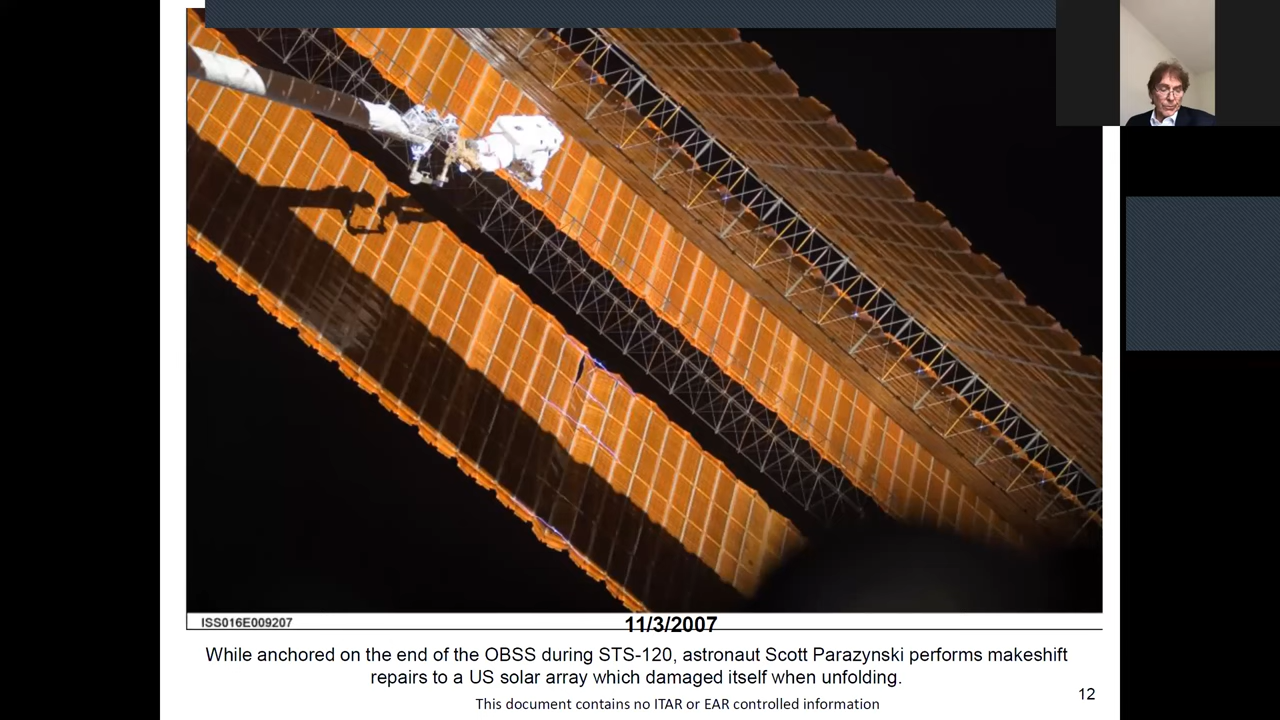 ISS016E009207
11/3/2007
While anchored on the end of the OBSS during STS-120, astronaut Scott Parazynski performs makeshift
repairs to a US solar array which damaged itself when unfolding.
12
This document contains no ITAR or EAR controlled information